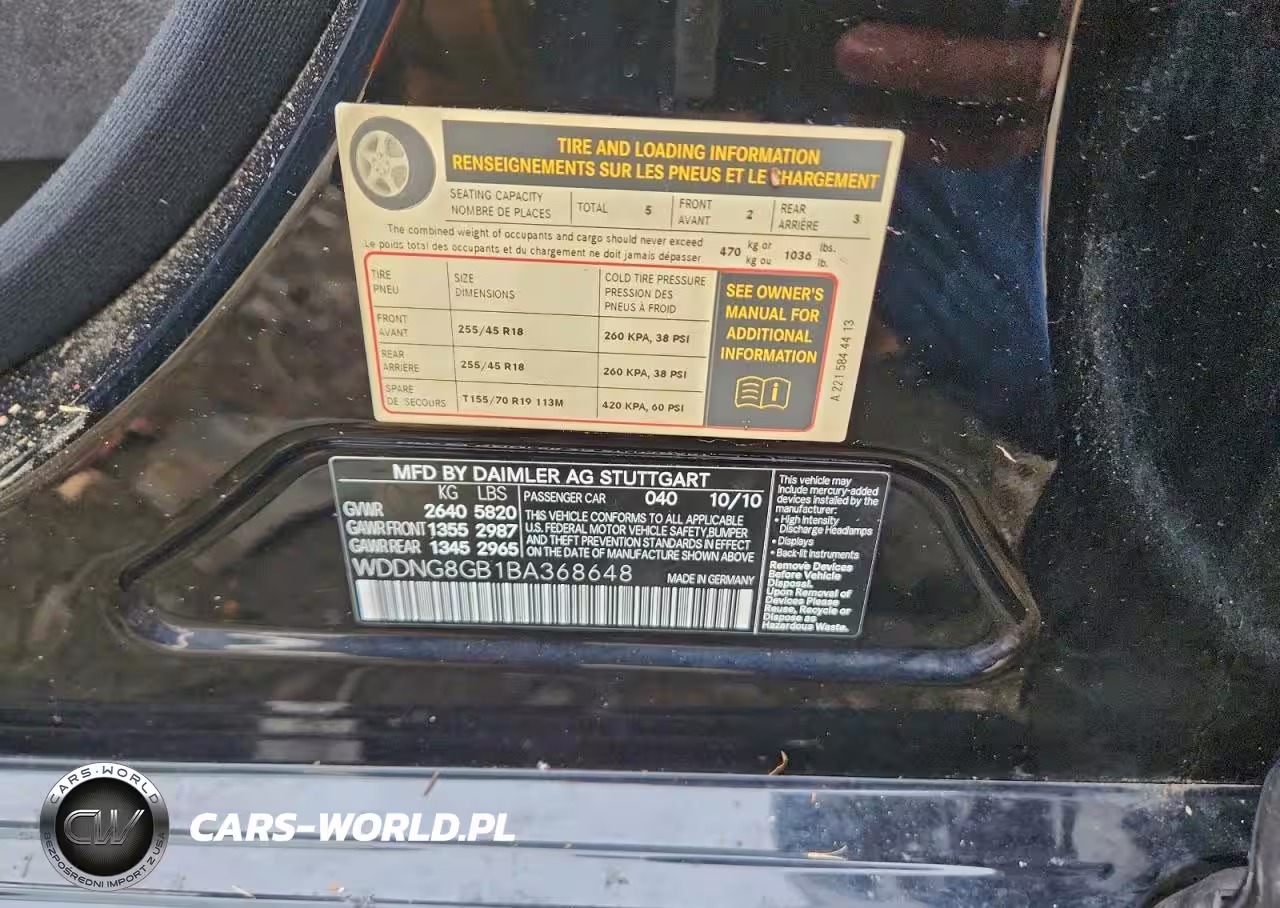 TIRE AND LOADING INFORMATION
RENSEIGNEMENTS SUR LES PNEUS ET LE CHARGEMENT
SEATING CAPACITY
NOMBRE DE PLACES
TOTAL 5
FRONT
AVANT
2
REAR
ARRIÈRE
3
The combined weight of occupants and cargo should never exceed
Le poids total des occupants et du chargement ne doit jamais dépasser
470 kg or
kg ou
1036 lbs.
lb.
TIRE
PNEU
SIZE
DIMENSIONS
COLD TIRE PRESSURE
PRESSION DES
PNEUS À FROID
FRONT
AVANT
255/45 R18
260 KPA, 38 PSI
REAR
ARRIÈRE
255/45 R18
260 KPA, 38 PSI
SPARE
DE SECOURS
T155/70 R19 113M
420 KPA, 60 PSI
SEE OWNER'S
MANUAL FOR
ADDITIONAL
INFORMATION
A 221 584 44 13
MFD BY DAIMLER AG STUTTGART
KG LBS
GVWR 2640 5820
GAWR FRONT 1355 2987
GAWR REAR 1345 2965
PASSENGER CAR 040 10/10
THIS VEHICLE CONFORMS TO ALL APPLICABLE
U.S. FEDERAL MOTOR VEHICLE SAFETY, BUMPER
AND THEFT PREVENTION STANDARDS IN EFFECT
ON THE DATE OF MANUFACTURE SHOWN ABOVE
WDDNG8GB1BA368648
MADE IN GERMANY
This vehicle may
include mercury-added
devices installed by the
manufacturer:
• High Intensity
Discharge Headlamps
• Displays
• Back-lit Instruments
Remove Devices
Before Vehicle
Disposal.
Upon Removal of
Devices Please
Reuse, Recycle or
Dispose as
Hazardous Waste.
CARS-WORLD
CW
BEZPOŚREDNI IMPORT Z USA
CARS-WORLD.PL